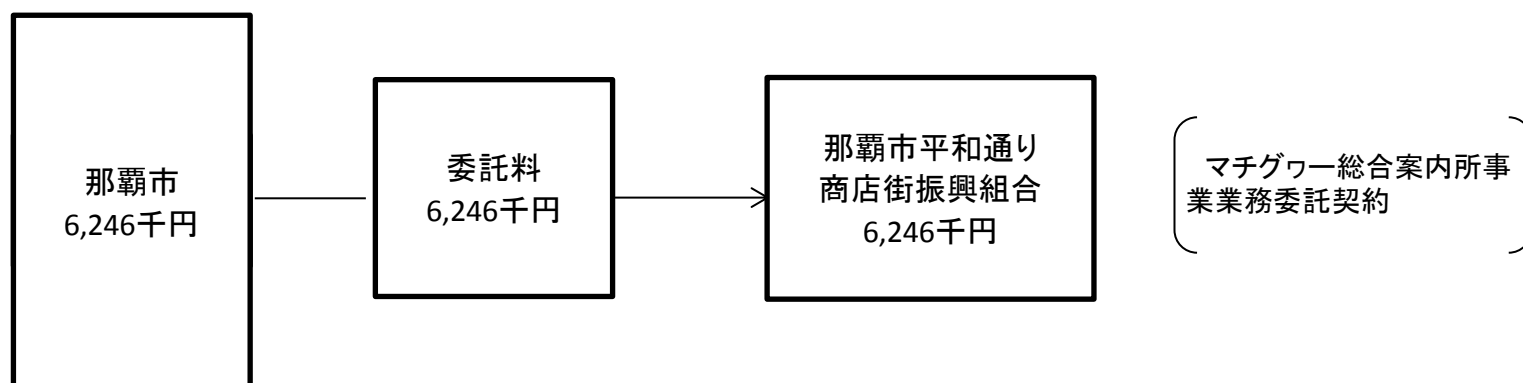 那覇市
6,246千円
委託料
6,246千円
那覇市平和通り
商店街振興組合
6,246千円
マチグヮー総合案内所事
業業務委託契約